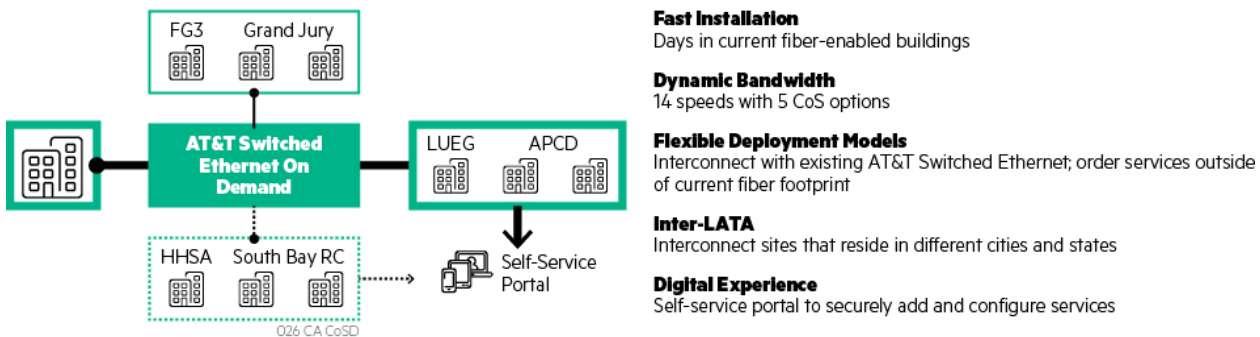 FG3 Grand Jury
AT&T Switched
Ethernet On
Demand
LUEG APCD
HHSA South Bay RC
Self-Service
Portal
026 CA CoSD
Fast Installation
Days in current fiber-enabled buildings
Dynamic Bandwidth
14 speeds with 5 CoS options
Flexible Deployment Models
Interconnect with existing AT&T Switched Ethernet; order services outside
of current fiber footprint
Inter-LATA
Interconnect sites that reside in different cities and states
Digital Experience
Self-service portal to securely add and configure services